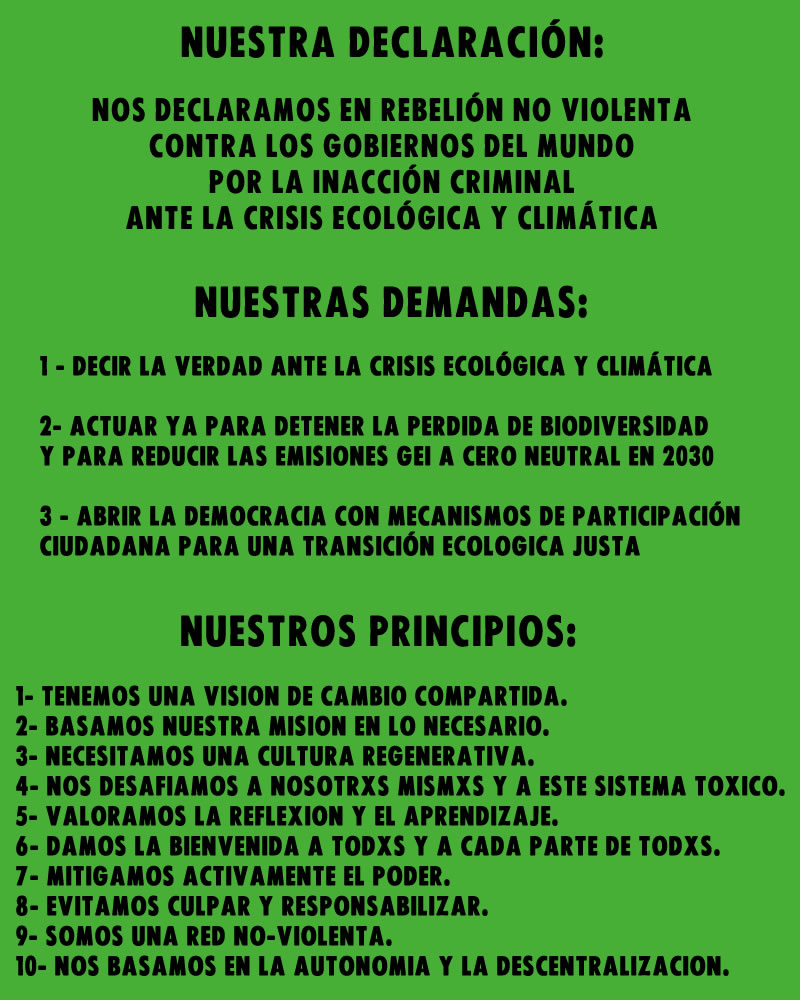 NUESTRA DECLARACIÓN:
NOS DECLARAMOS EN REBELIÓN NO VIOLENTA
CONTRA LOS GOBIERNOS DEL MUNDO
POR LA INACCIÓN CRIMINAL
ANTE LA CRISIS ECOLÓGICA Y CLIMÁTICA
NUESTRAS DEMANDAS:
1 - DECIR LA VERDAD ANTE LA CRISIS ECOLÓGICA Y CLIMÁTICA
2- ACTUAR YA PARA DETENER LA PERDIDA DE BIODIVERSIDAD
Y PARA REDUCIR LAS EMISIONES GEI A CERO NEUTRAL EN 2030
3 - ABRIR LA DEMOCRACIA CON MECANISMOS DE PARTICIPACIÓN
CIUDADANA PARA UNA TRANSICIÓN ECOLOGICA JUSTA
NUESTROS PRINCIPIOS:
1- TENEMOS UNA VISION DE CAMBIO COMPARTIDA.
2- BASAMOS NUESTRA MISION EN LO NECESARIO.
3- NECESITAMOS UNA CULTURA REGENERATIVA.
4- NOS DESAFIAMOS A NOSOTRXS MISMXS Y A ESTE SISTEMA TOXICO.
5- VALORAMOS LA REFLEXION Y EL APRENDIZAJE.
6- DAMOS LA BIENVENIDA A TODXS Y A CADA PARTE DE TODXS.
7- MITIGAMOS ACTIVAMENTE EL PODER.
8- EVITAMOS CULPAR Y RESPONSABILIZAR.
9- SOMOS UNA RED NO-VIOLENTA.
10- NOS BASAMOS EN LA AUTONOMIA Y LA DESCENTRALIZACION.